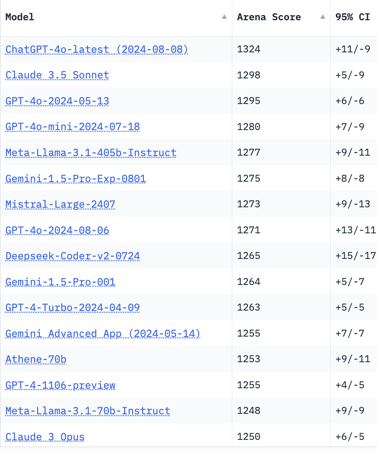 Model ▲ Arena Score ▲ 95% CI
ChatGPT-4o-latest (2024-08-08) 1324 +11/-9
Claude 3.5 Sonnet 1298 +5/-9
GPT-4o-2024-05-13 1295 +6/-6
GPT-4o-mini-2024-07-18 1280 +7/-9
Meta-Llama-3.1-405b-Instruct 1277 +9/-11
Gemini-1.5-Pro-Exp-0801 1275 +8/-8
Mistral-Large-2407 1273 +9/-13
GPT-4o-2024-08-06 1271 +13/-11
Deepseek-Coder-v2-0724 1265 +15/-17
Gemini-1.5-Pro-001 1264 +5/-7
GPT-4-Turbo-2024-04-09 1263 +5/-5
Gemini Advanced App (2024-05-14) 1255 +7/-7
Athene-70b 1253 +9/-11
GPT-4-1106-preview 1255 +4/-5
Meta-Llama-3.1-70b-Instruct 1248 +9/-9
Claude 3 Opus 1250 +6/-5